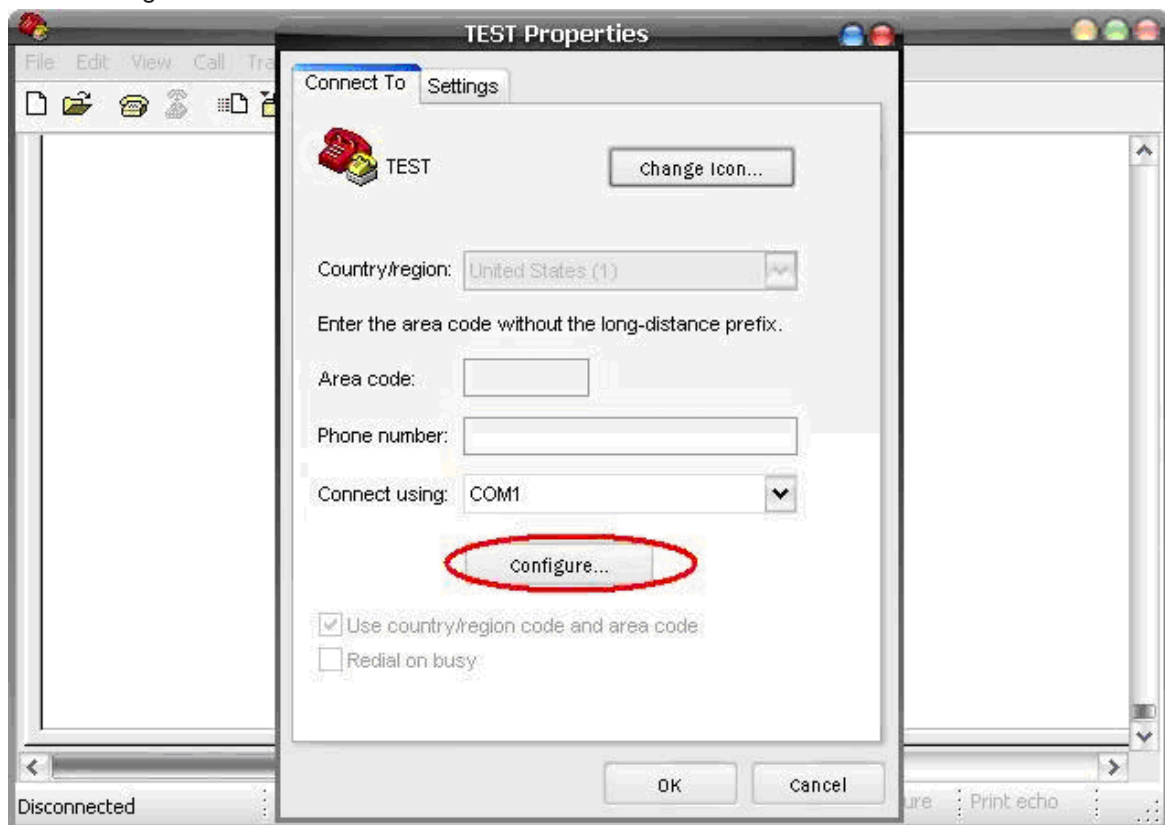 TEST Properties
File Edit View Call Tra
Connect To Settings
TEST
Change Icon...
Country/region: United States (1)
Enter the area code without the long-distance prefix.
Area code:
Phone number:
Connect using: COM1
Configure...
Use country/region code and area code
Redial on busy
OK Cancel
Disconnected ure Print echo